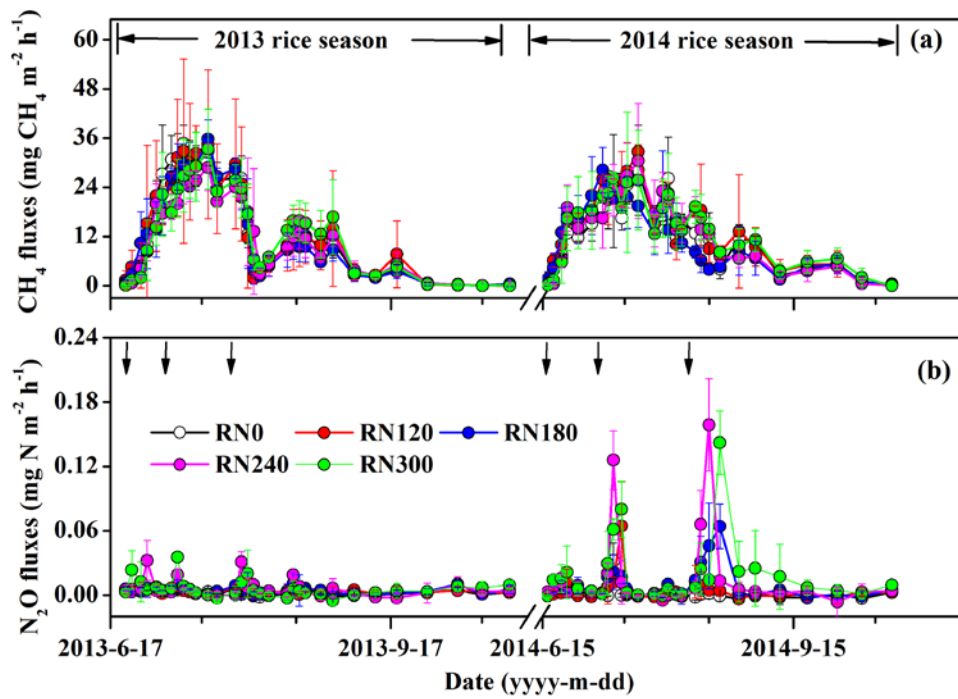 2013 rice season
2014 rice season
(a)
60
48
36
24
12
0
CH₄ fluxes (mg CH₄ m⁻² h⁻¹)
(b)
0.24
0.18
0.12
0.06
0.00
N₂O fluxes (mg N m⁻² h⁻¹)
RN0 RN120 RN180
RN240 RN300
2013-6-17 2013-9-17 2014-6-15 2014-9-15
Date (yyyy-m-dd)